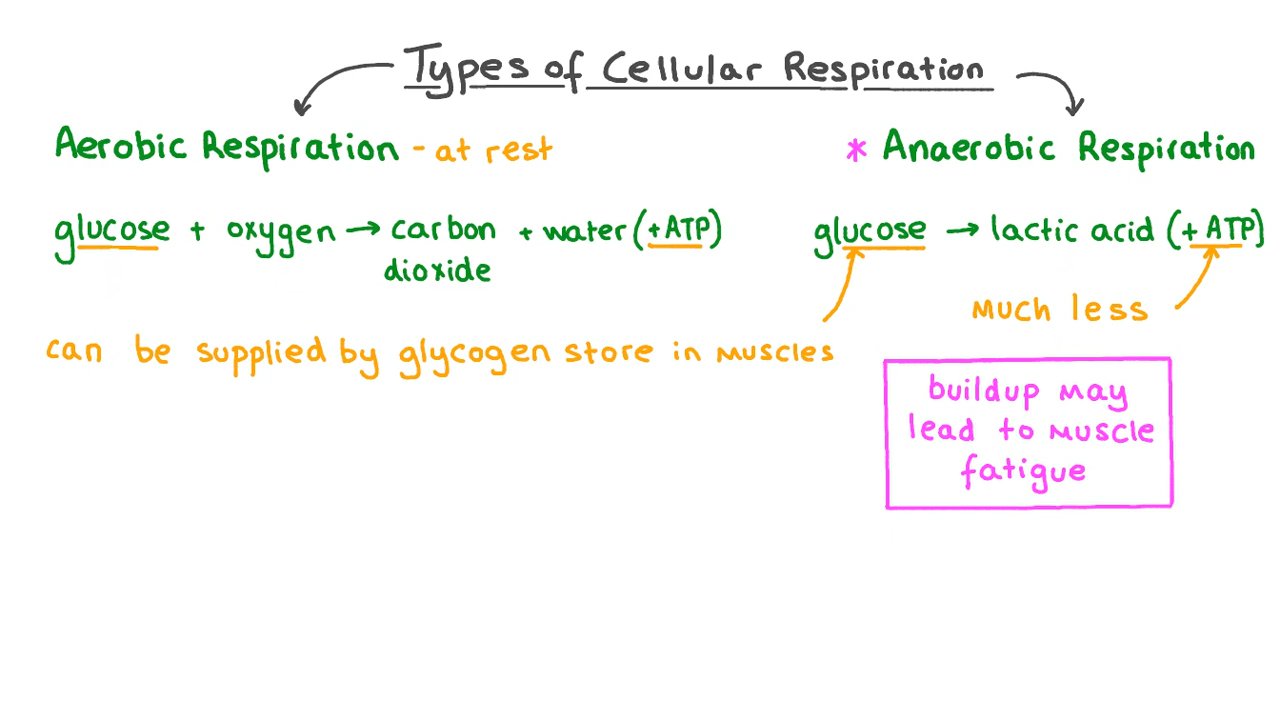 Types of Cellular Respiration
Aerobic Respiration - at rest
glucose + oxygen → carbon dioxide + water (+ATP)
can be supplied by glycogen store in muscles
* Anaerobic Respiration
glucose → lactic acid (+ ATP)
much less
buildup may
lead to muscle
fatigue